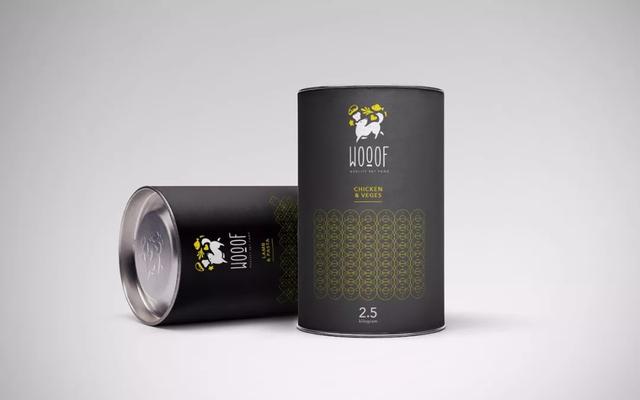 WOOOF
QUALITY PET FOOD
CHICKEN
& VEGES
2.5
kilogram
WOOOF
LAMB
& PASTA